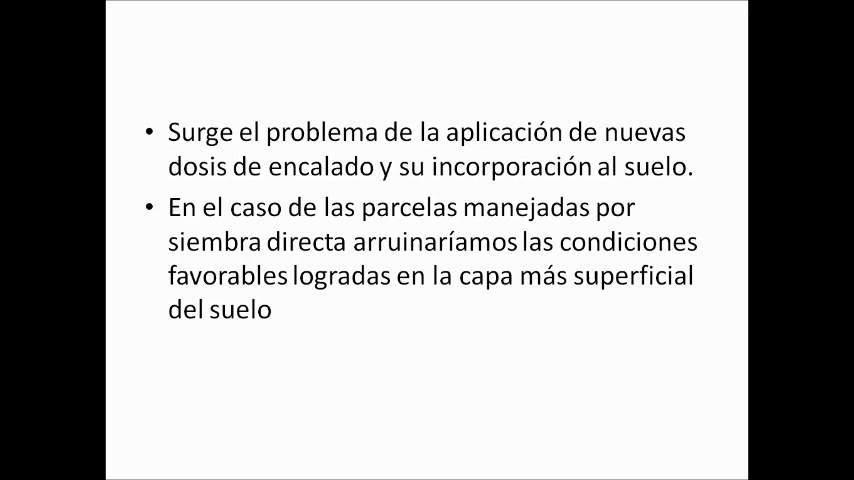 • Surge el problema de la aplicación de nuevas
dosis de encalado y su incorporación al suelo.
• En el caso de las parcelas manejadas por
siembra directa arruinaríamos las condiciones
favorables logradas en la capa más superficial
del suelo